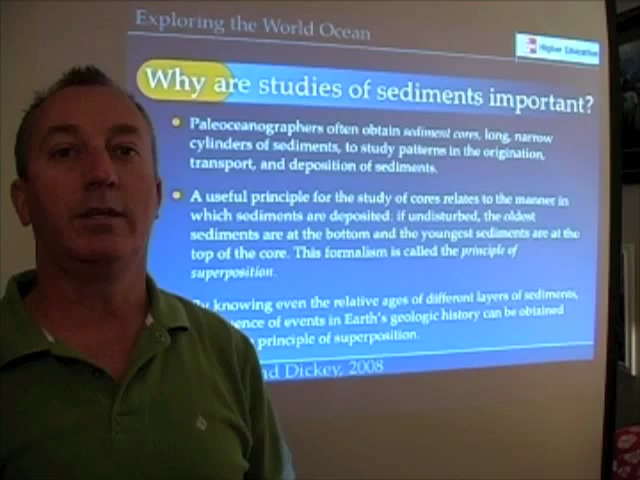 Exploring the World Ocean
Higher Education
Why are studies of sediments important?
Paleoceanographers often obtain sediment cores, long, narrow
cylinders of sediments, to study patterns in the origination,
transport, and deposition of sediments.
A useful principle for the study of cores relates to the manner in
which sediments are deposited: if undisturbed, the oldest
sediments are at the bottom and the youngest sediments are at the
top of the core. This formalism is called the principle of
superposition.
By knowing even the relative ages of different layers of sediments,
uence of events in Earth's geologic history can be obtained
principle of superposition.
nd Dickey, 2008